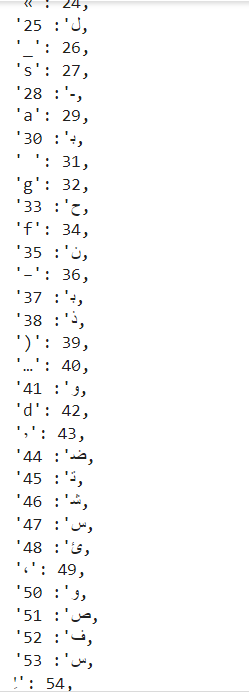 '«': 24,
'ل': 25,
'_': 26,
's': 27,
'ـ': 28,
'a': 29,
'ﺑ': 30,
' ': 31,
'g': 32,
'ح': 33,
'f': 34,
'ن': 35,
'–': 36,
'ﺑ': 37,
'ذ': 38,
')': 39,
'…': 40,
'و': 41,
'd': 42,
'٬': 43,
'ﺿ': 44,
'ﺗ': 45,
'ﺷ': 46,
'س': 47,
'ئ': 48,
'،': 49,
'و': 50,
'ص': 51,
'ف': 52,
'س': 53,
54,